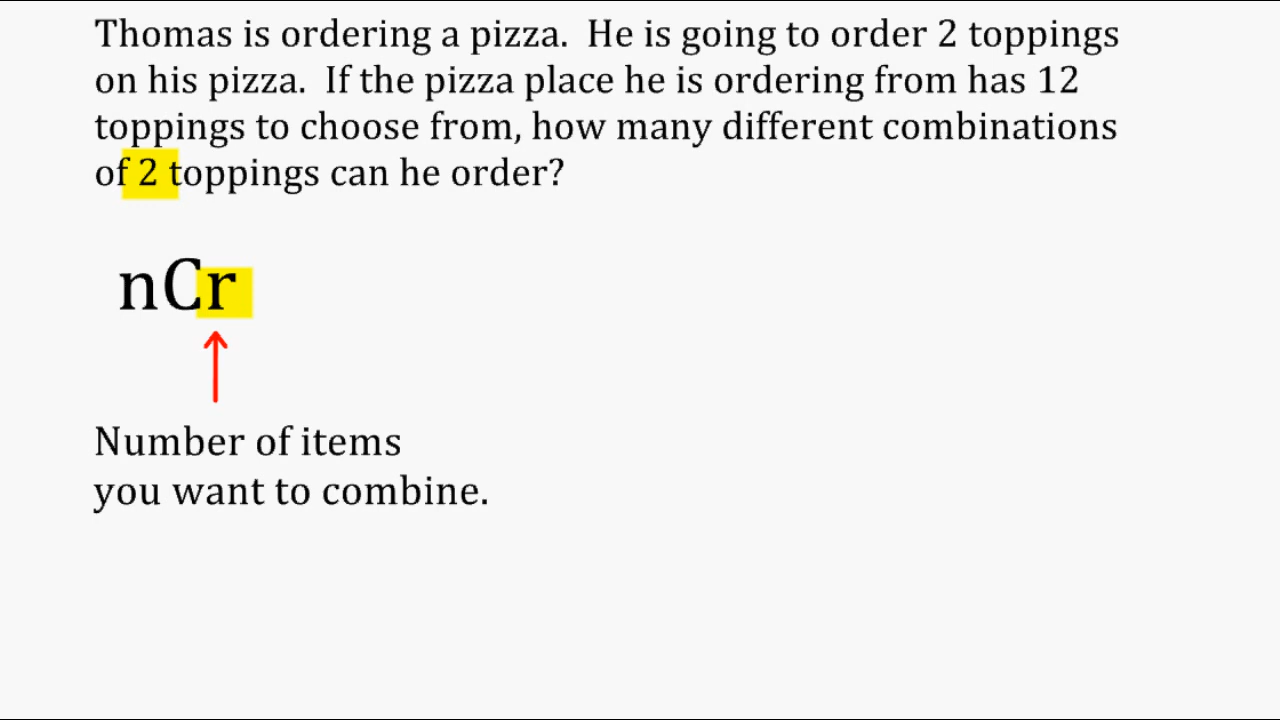 Thomas is ordering a pizza.  He is going to order 2 toppings
on his pizza.  If the pizza place he is ordering from has 12
toppings to choose from, how many different combinations
of 2 toppings can he order?
nCr
Number of items
you want to combine.